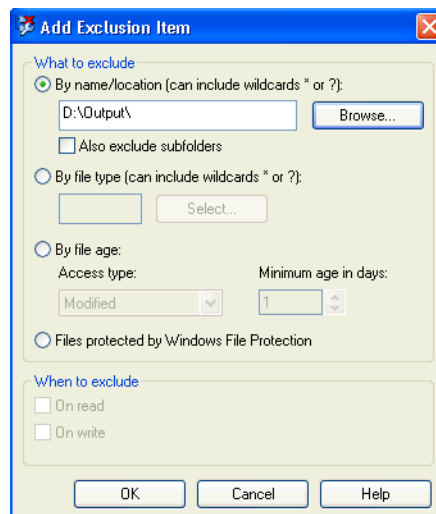 Add Exclusion Item
What to exclude
By name/location (can include wildcards * or ?):
D:\Output\
Browse...
Also exclude subfolders
By file type (can include wildcards * or ?):
Select...
By file age:
Access type:
Minimum age in days:
Modified
1
Files protected by Windows File Protection
When to exclude
On read
On write
OK
Cancel
Help